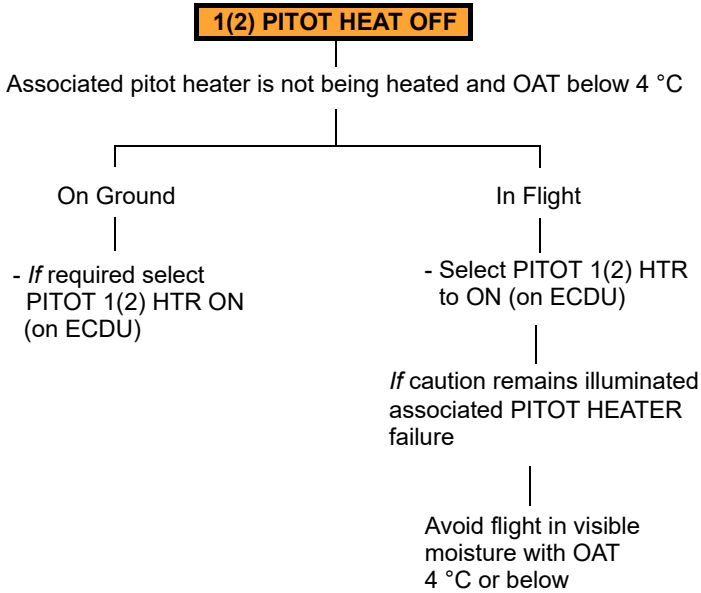 1(2) PITOT HEAT OFF
Associated pitot heater is not being heated and OAT below 4 °C
On Ground
- If required select
PITOT 1(2) HTR ON
(on ECDU)
In Flight
- Select PITOT 1(2) HTR
to ON (on ECDU)
If caution remains illuminated
associated PITOT HEATER
failure
Avoid flight in visible
moisture with OAT
4 °C or below